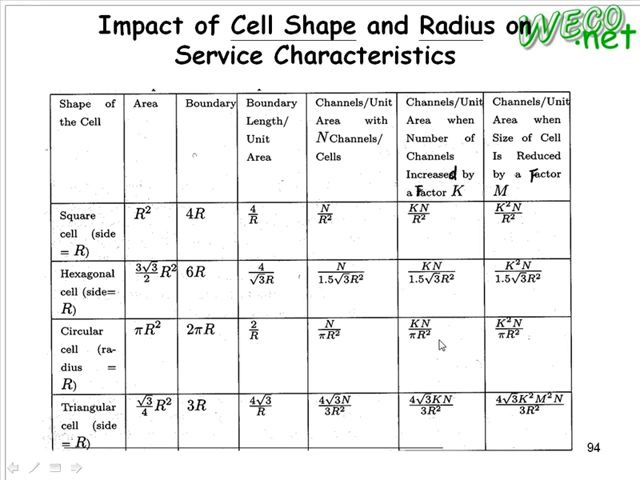 Impact of Cell Shape and Radius on
Service Characteristics
WECO
.net
Shape of the Cell | Area | Boundary | Boundary Length/ Unit Area | Channels/Unit Area with N Channels/ Cells | Channels/Unit Area when Number of Channels Increased by a Factor K | Channels/Unit Area when Size of Cell Is Reduced by a Factor M
Square cell (side = R) | R² | 4R | 4/R | N/R² | KN/R² | K²N/R²
Hexagonal cell (side= R) | 3√3/2 R² | 6R | 4/√3R | N/1.5√3R² | KN/1.5√3R² | K²N/1.5√3R²
Circular cell (ra- dius = R) | πR² | 2πR | 2/R | N/πR² | KN/πR² | K²N/πR²
Triangular cell (side = R) | √3/4 R² | 3R | 4√3/R | 4√3N/3R² | 4√3KN/3R² | 4√3K²M²N/3R²
94